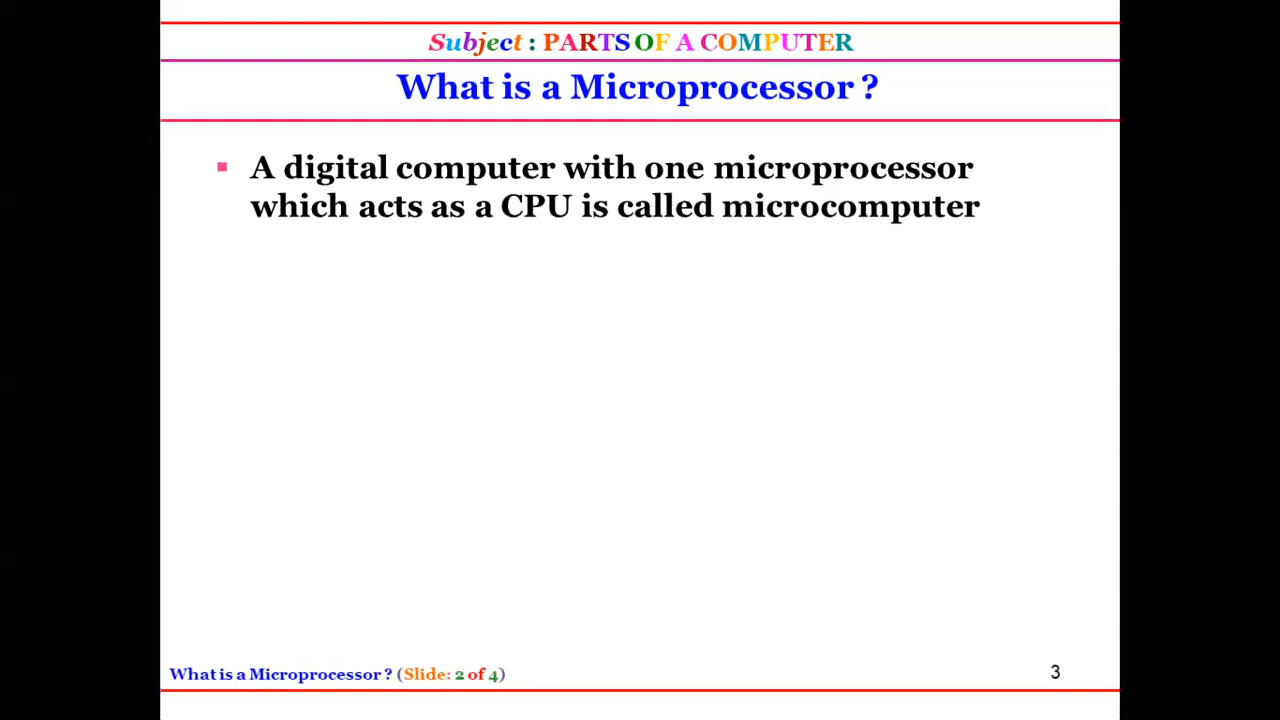 Subject : PARTS OF A COMPUTER
What is a Microprocessor ?
▪ A digital computer with one microprocessor
which acts as a CPU is called microcomputer
What is a Microprocessor ? (Slide: 2 of 4)
3